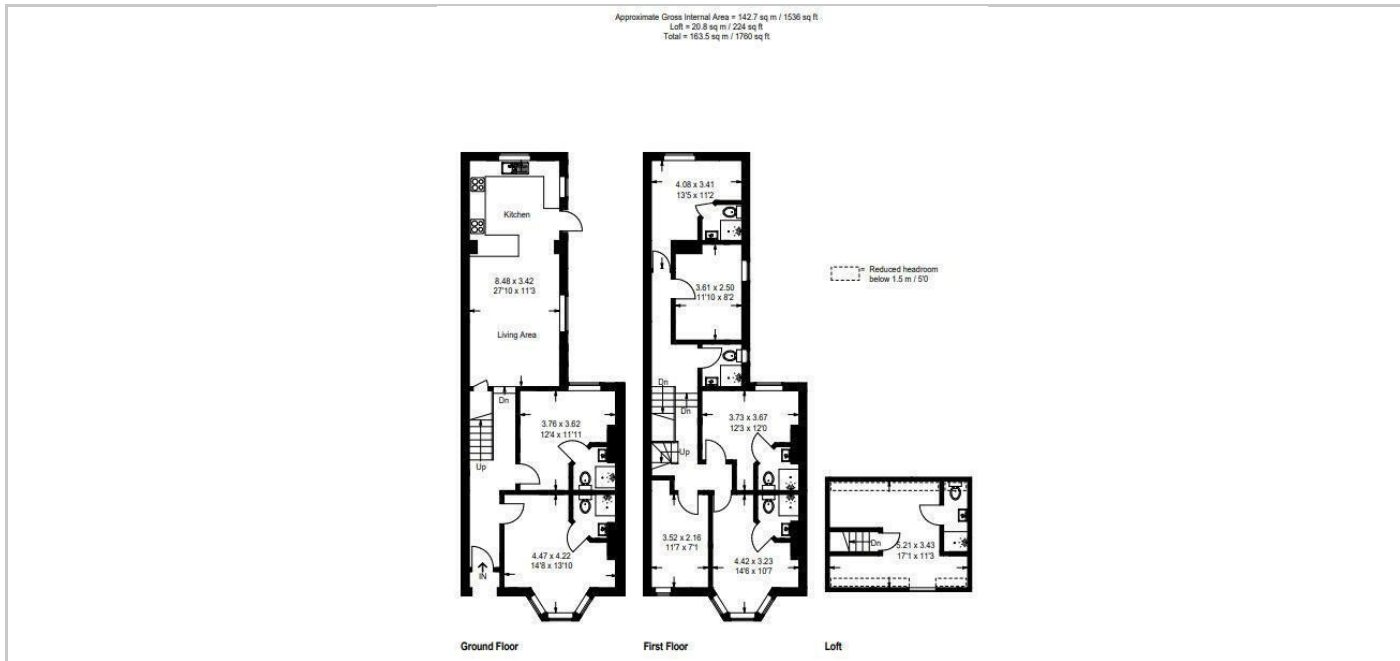 Approximate Gross Internal Area = 142.7 sq m / 1536 sq ft
Loft = 20.8 sq m / 224 sq ft
Total = 163.5 sq m / 1760 sq ft
Kitchen
8.48 x 3.42
27'10 x 11'3
Living Area
Dn
Up
3.76 x 3.62
12'4 x 11'11
4.47 x 4.22
14'8 x 13'10
IN
Ground Floor
4.08 x 3.41
13'5 x 11'2
3.61 x 2.50
11'10 x 8'2
Dn
Dn
Up
3.73 x 3.67
12'3 x 12'0
3.52 x 2.16
11'7 x 7'1
4.42 x 3.23
14'6 x 10'7
First Floor
= Reduced headroom
below 1.5 m / 5'0
Dn
5.21 x 3.43
17'1 x 11'3
Loft